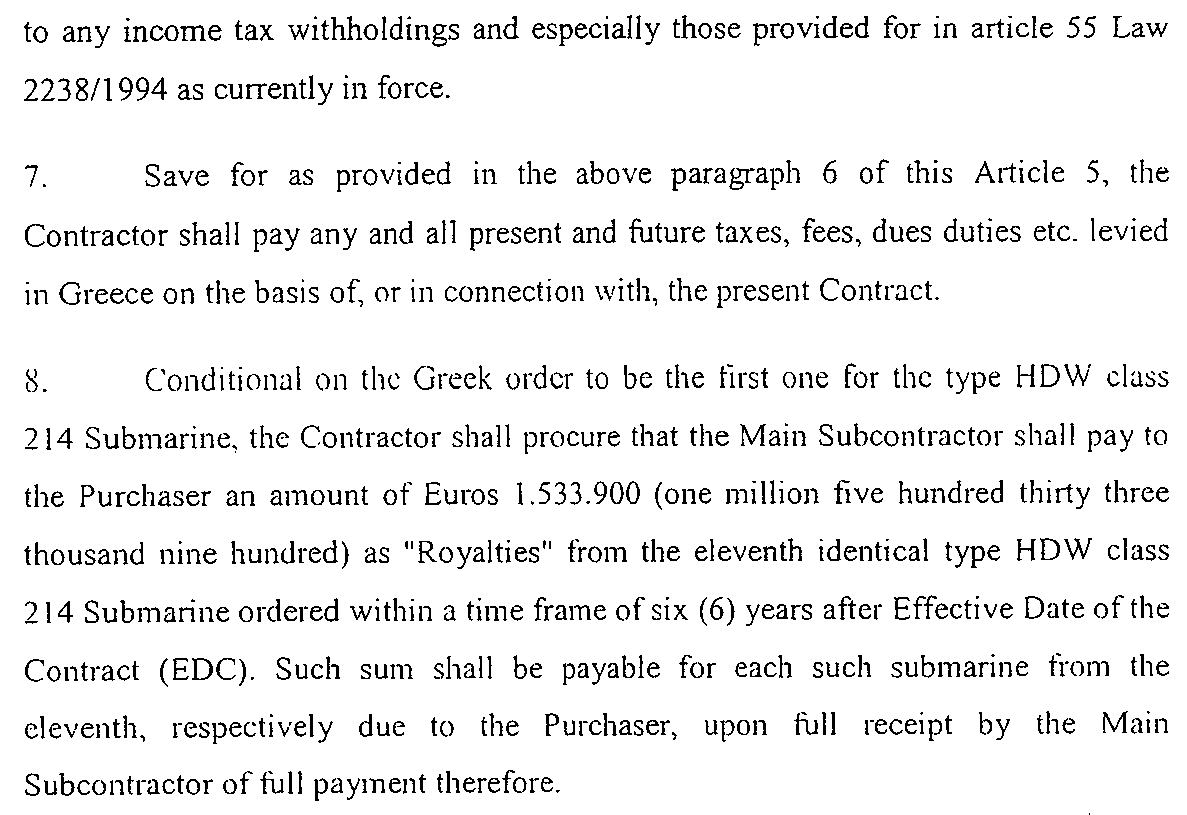 to any income tax withholdings and especially those provided for in article 55 Law
2238/1994 as currently in force.
7. Save for as provided in the above paragraph 6 of this Article 5, the
Contractor shall pay any and all present and future taxes, fees, dues duties etc. levied
in Greece on the basis of, or in connection with, the present Contract.
8. Conditional on the Greek order to be the first one for the type HDW class
214 Submarine, the Contractor shall procure that the Main Subcontractor shall pay to
the Purchaser an amount of Euros 1.533.900 (one million five hundred thirty three
thousand nine hundred) as "Royalties" from the eleventh identical type HDW class
214 Submarine ordered within a time frame of six (6) years after Effective Date of the
Contract (EDC). Such sum shall be payable for each such submarine from the
eleventh, respectively due to the Purchaser, upon full receipt by the Main
Subcontractor of full payment therefore.